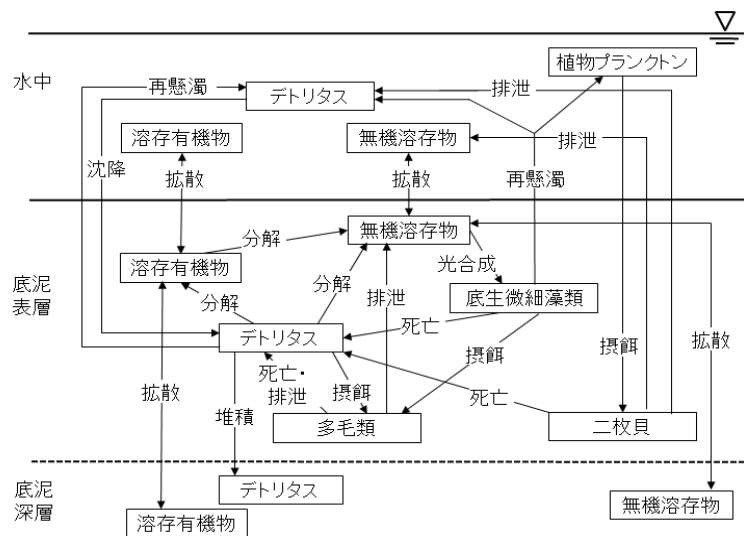 植物プランクトン
水中
再懸濁
デトリタス
排泄
溶存有機物
無機溶存物
排泄
沈降
拡散
拡散
再懸濁
無機溶存物
分解
光合成
底泥
表層
溶存有機物
分解
分解
排泄
底生微細藻類
デトリタス
死亡
拡散
摂餌
摂餌
死亡・
排泄
摂餌
死亡
拡散
堆積
多毛類
二枚貝
底泥
深層
デトリタス
無機溶存物
溶存有機物